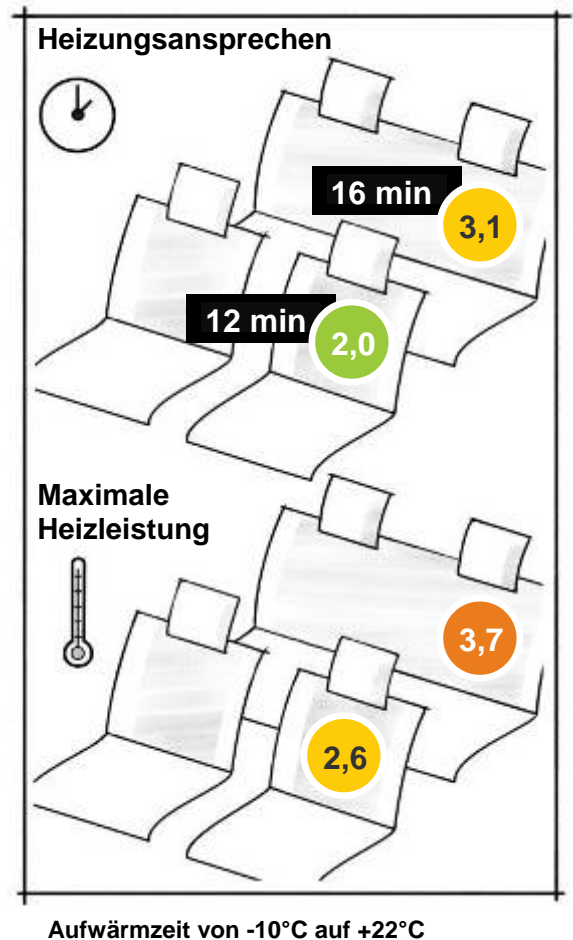 Heizungsansprechen
16 min
3,1
12 min
2,0
Maximale
Heizleistung
3,7
2,6
Aufwärmzeit von -10°C auf +22°C